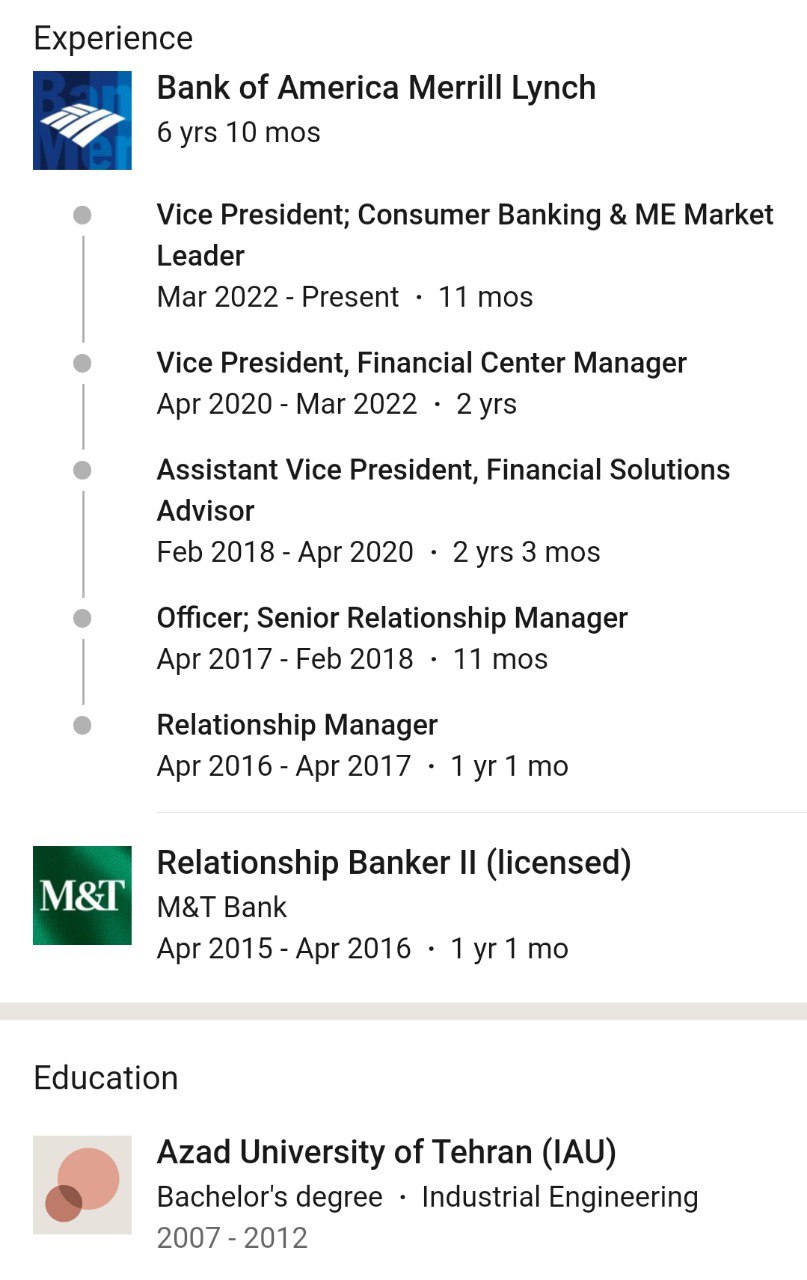 Experience
Bank of America Merrill Lynch
6 yrs 10 mos
Vice President; Consumer Banking & ME Market
Leader
Mar 2022 - Present · 11 mos
Vice President, Financial Center Manager
Apr 2020 - Mar 2022 · 2 yrs
Assistant Vice President, Financial Solutions
Advisor
Feb 2018 - Apr 2020 · 2 yrs 3 mos
Officer; Senior Relationship Manager
Apr 2017 - Feb 2018 · 11 mos
Relationship Manager
Apr 2016 - Apr 2017 · 1 yr 1 mo
M&T
Relationship Banker II (licensed)
M&T Bank
Apr 2015 - Apr 2016 · 1 yr 1 mo
Education
Azad University of Tehran (IAU)
Bachelor's degree · Industrial Engineering
2007 - 2012